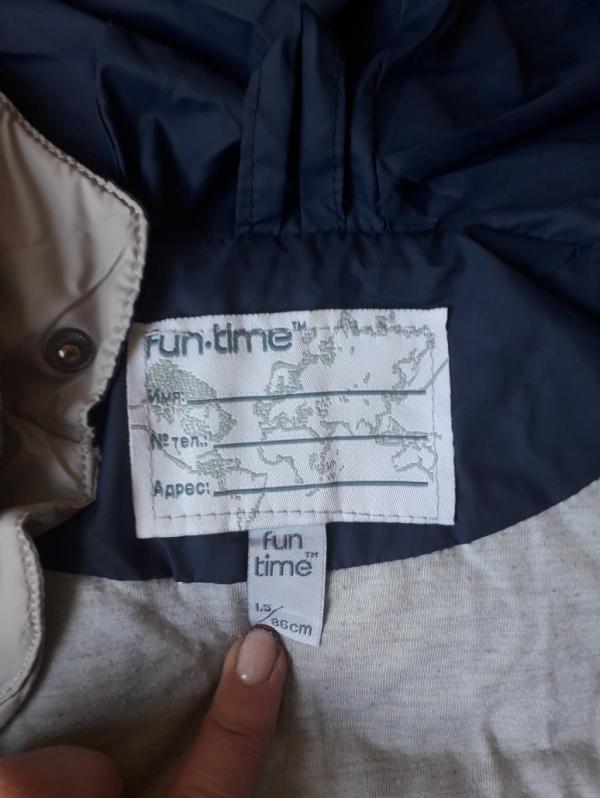 fun·time™
Имя:
№ тел.:
Адрес:
fun
time™
1.5/86cm